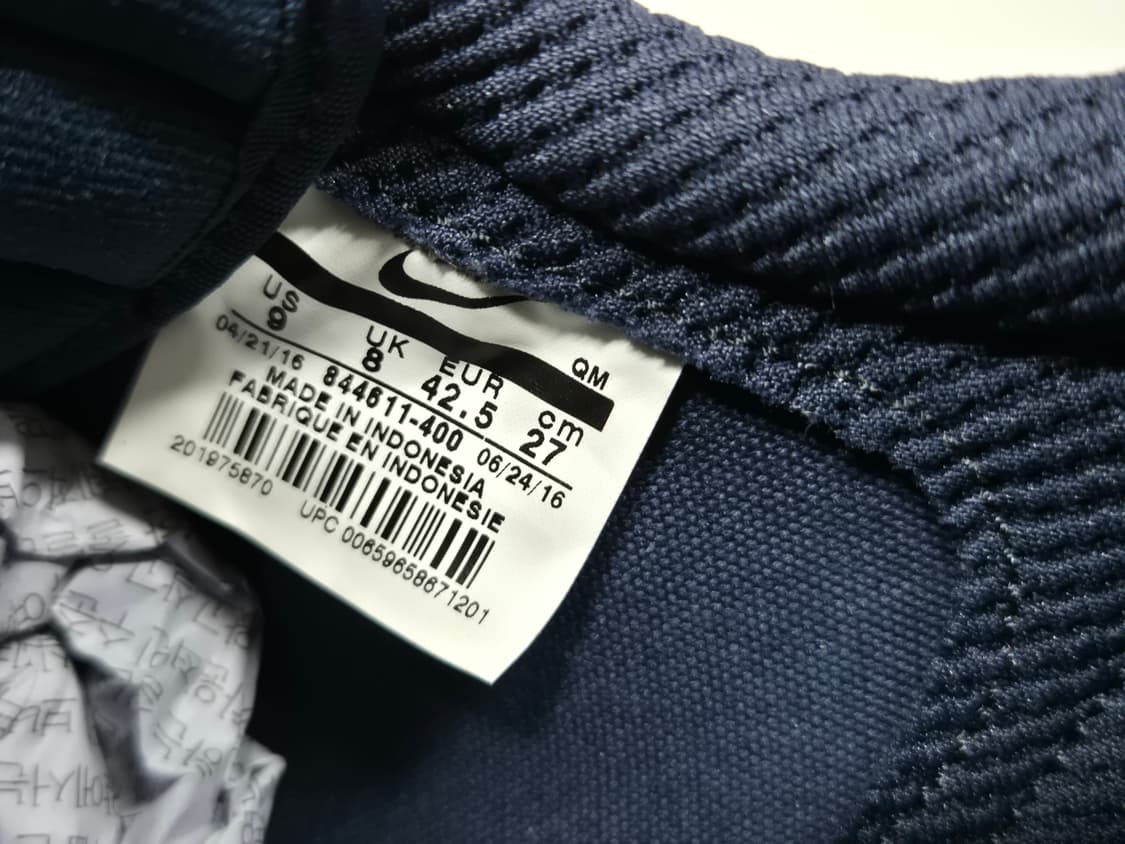 QM
US UK EUR cm
9 8 42.5 27
04/21/16 844611-400 06/24/16
MADE IN INDONESIA
FABRIQUE EN INDONÉSIE
201975870 UPC 00659658671201